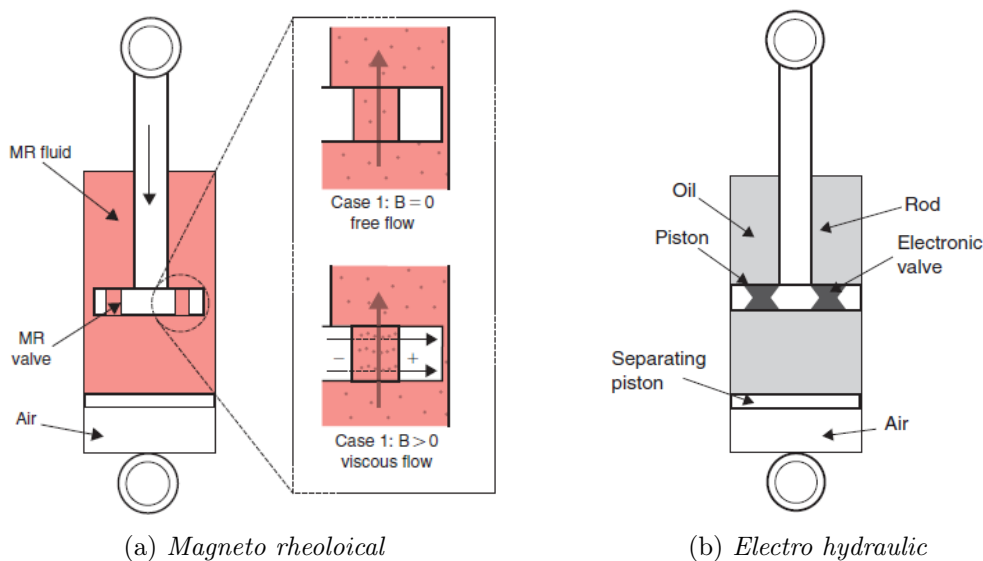 MR fluid
MR
valve
Air
Case 1: B = 0
free flow
− +
Case 1: B > 0
viscous flow
(a) Magneto rheoloical
Oil
Rod
Piston
Electronic
valve
Separating
piston
Air
(b) Electro hydraulic